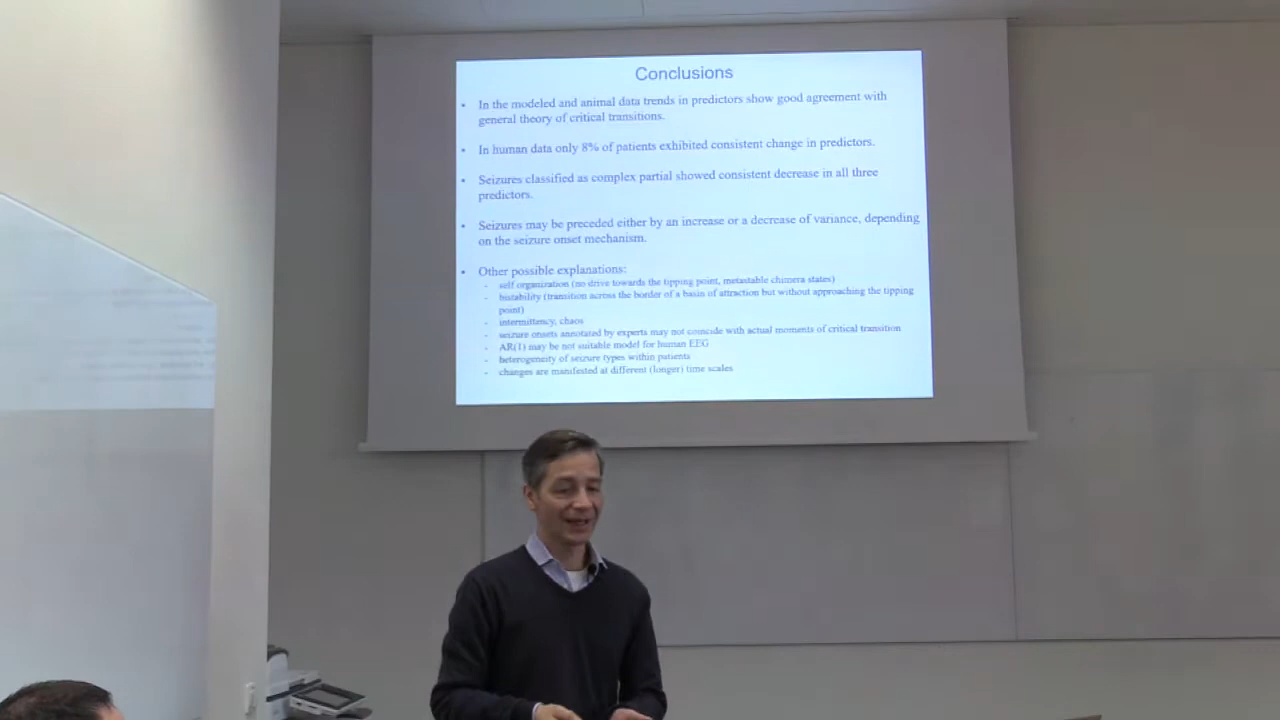 Conclusions
• In the modeled and animal data trends in predictors show good agreement with
general theory of critical transitions.
• In human data only 8% of patients exhibited consistent change in predictors.
• Seizures classified as complex partial showed consistent decrease in all three
predictors.
• Seizures may be preceded either by an increase or a decrease of variance, depending
on the seizure onset mechanism.
• Other possible explanations:
- self organization (no drive towards the tipping point, metastable chimera states)
- bistability (transition across the border of a basin of attraction but without approaching the tipping
point)
- intermittency, chaos
- seizure onsets annotated by experts may not coincide with actual moments of critical transition
- AR(1) may be not suitable model for human EEG
- heterogeneity of seizure types within patients
- changes are manifested at different (longer) time scales